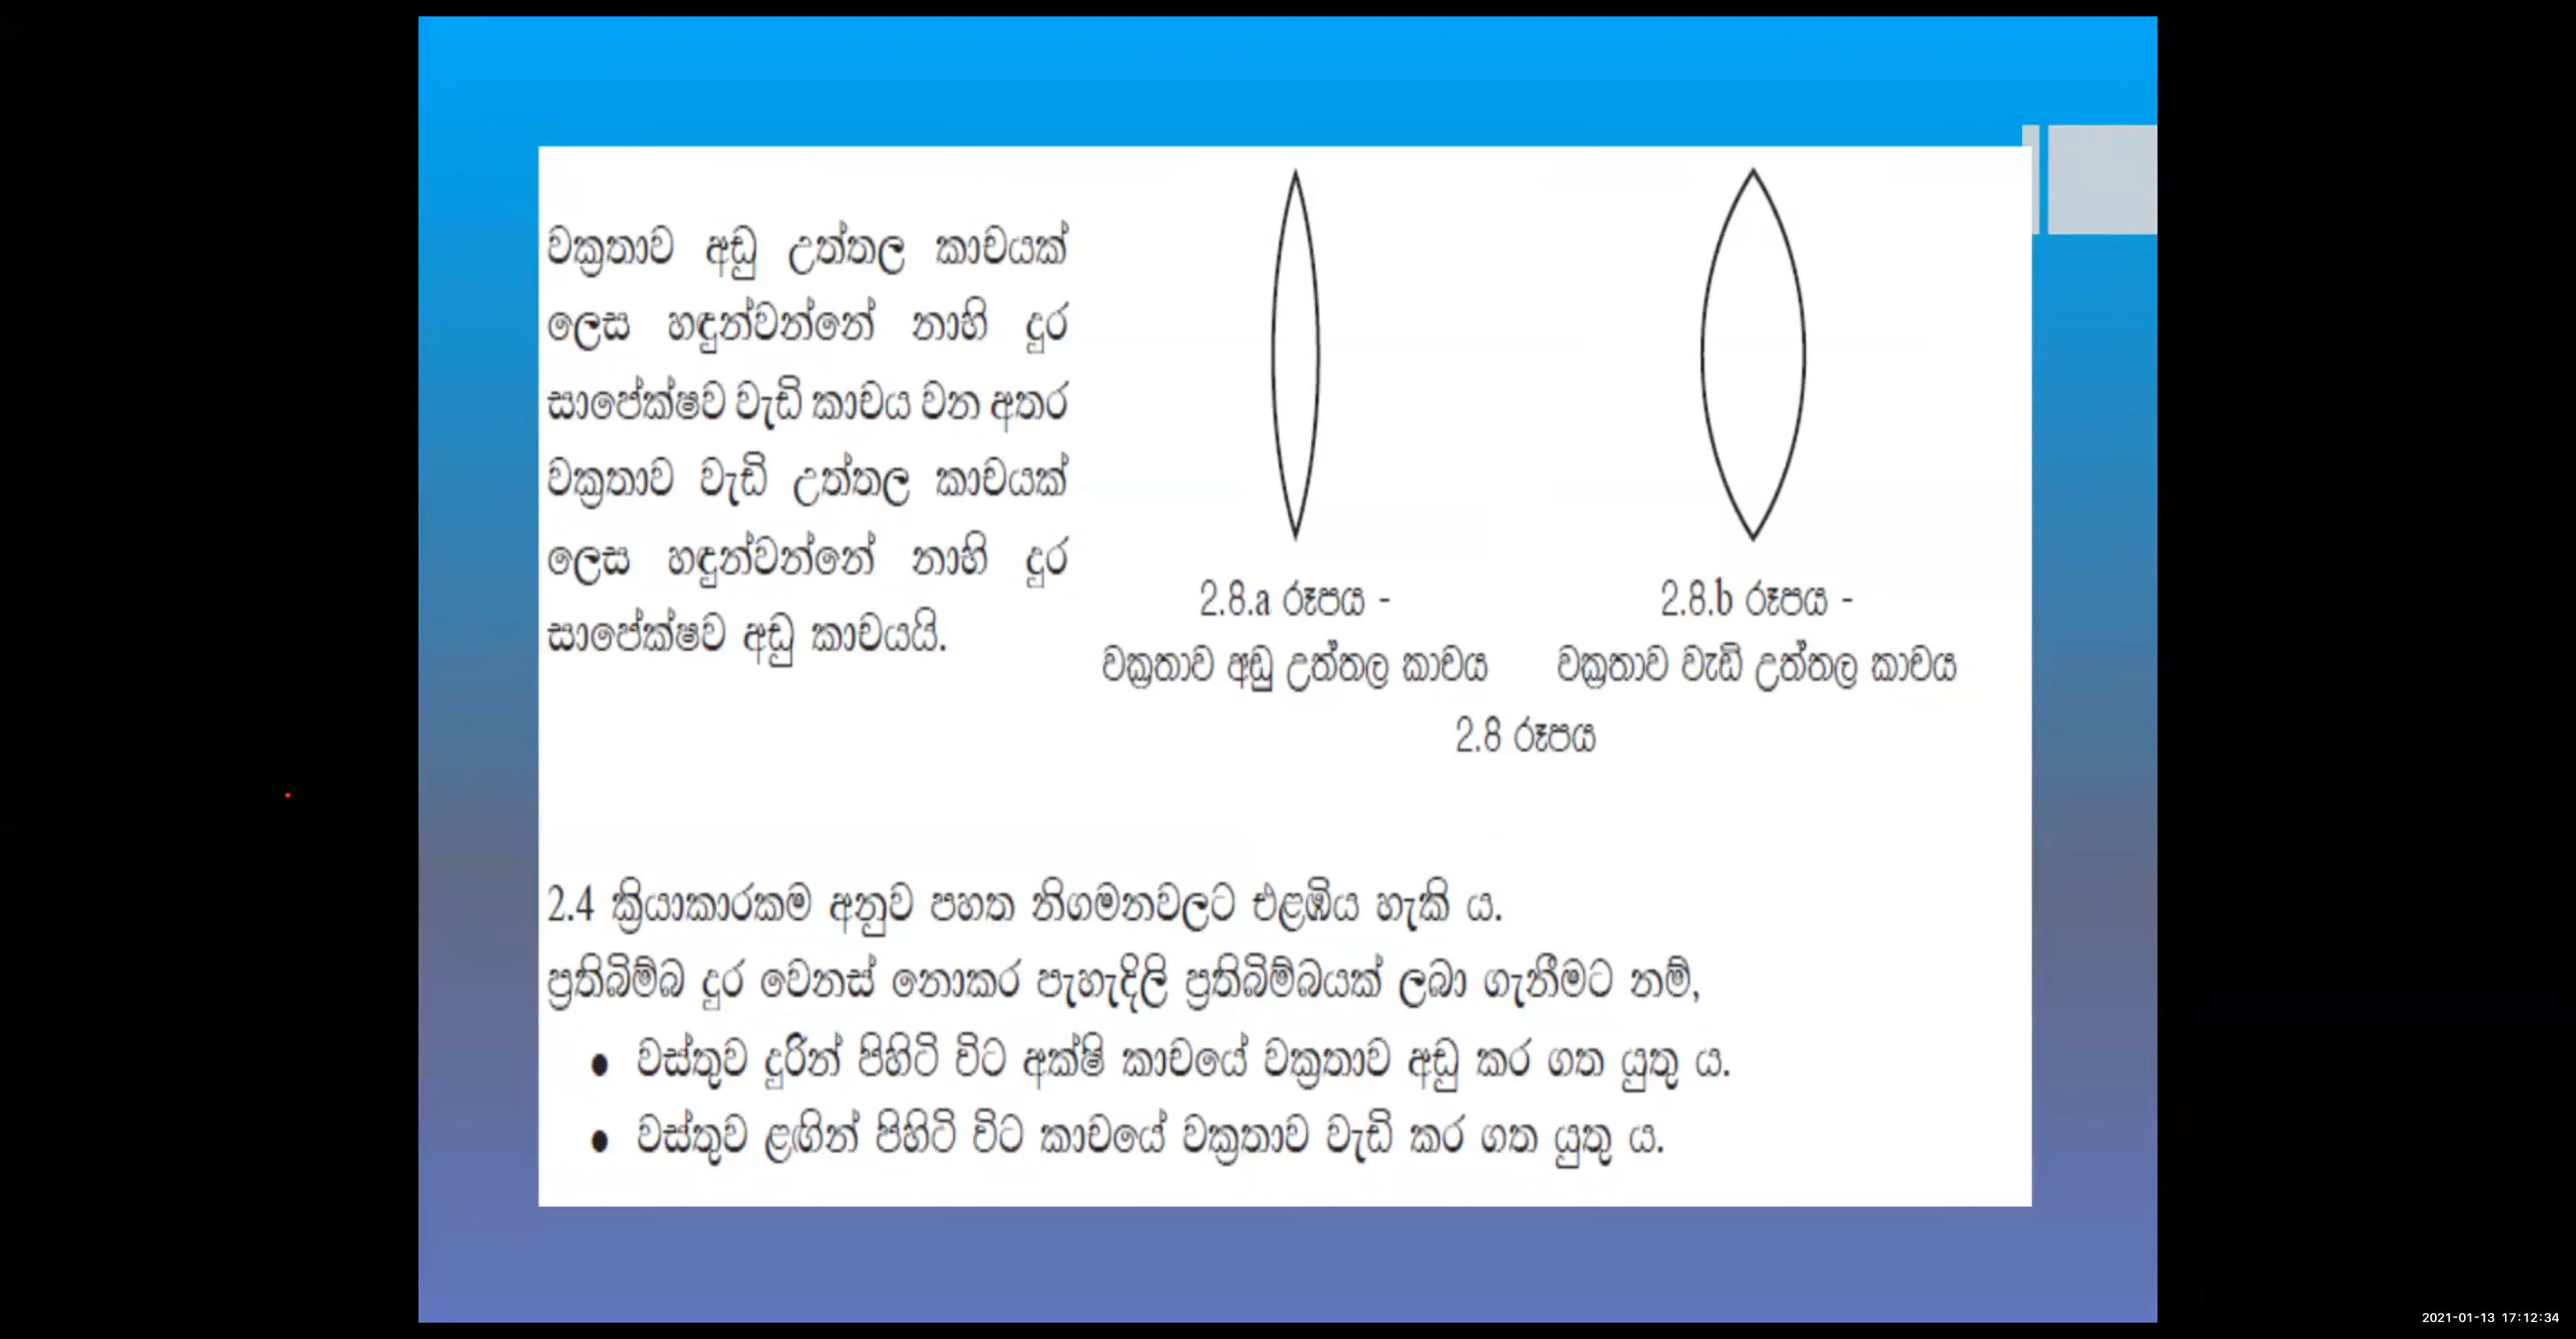 වක්‍රතාව අඩු උත්තල කාචයක්
ලෙස හඳුන්වන්නේ නාභි දුර
සාපේක්ෂව වැඩි කාචය වන අතර
වක්‍රතාව වැඩි උත්තල කාචයක්
ලෙස හඳුන්වන්නේ නාභි දුර
සාපේක්ෂව අඩු කාචයයි.
2.8.a රූපය -
වක්‍රතාව අඩු උත්තල කාචය
2.8.b රූපය -
වක්‍රතාව වැඩි උත්තල කාචය
2.8 රූපය
2.4 ක්‍රියාකාරකම අනුව පහත නිගමනවලට එළඹිය හැකි ය.
ප්‍රතිබිම්බ දුර වෙනස් නොකර පැහැදිලි ප්‍රතිබිම්බයක් ලබා ගැනීමට නම්,
● වස්තුව දුරින් පිහිටි විට අක්ෂි කාචයේ වක්‍රතාව අඩු කර ගත යුතු ය.
● වස්තුව ළඟින් පිහිටි විට කාචයේ වක්‍රතාව වැඩි කර ගත යුතු ය.
2021-01-13 17:12:34